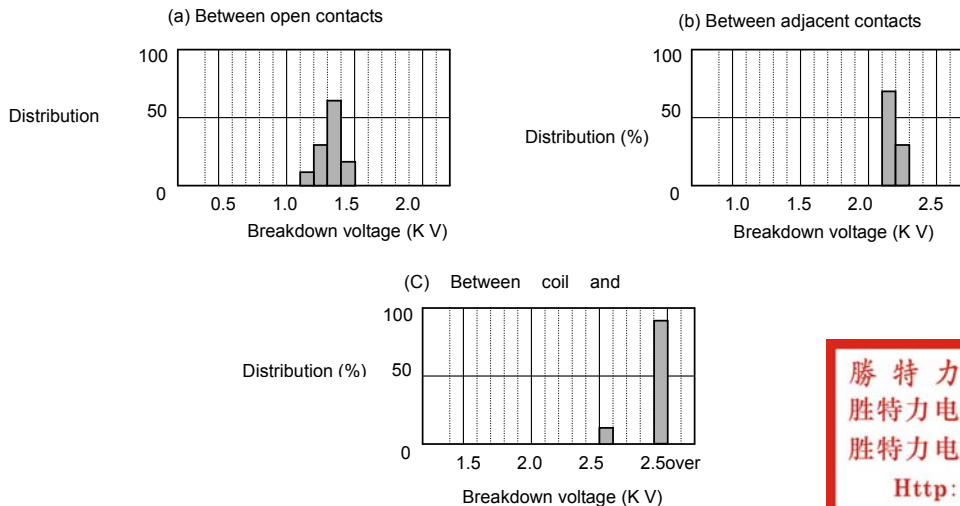 (a) Between open contacts
100
Distribution
50
0
0.5 1.0 1.5 2.0
Breakdown voltage (K V)
(b) Between adjacent contacts
100
50
Distribution (%)
0
1.0 1.5 2.0 2.5
Breakdown voltage (K V)
(C) Between coil and
100
Distribution (%)
50
0
1.5 2.0 2.5 2.5over
Breakdown voltage (K V)
勝特力
胜特力电
胜特力电
Http: